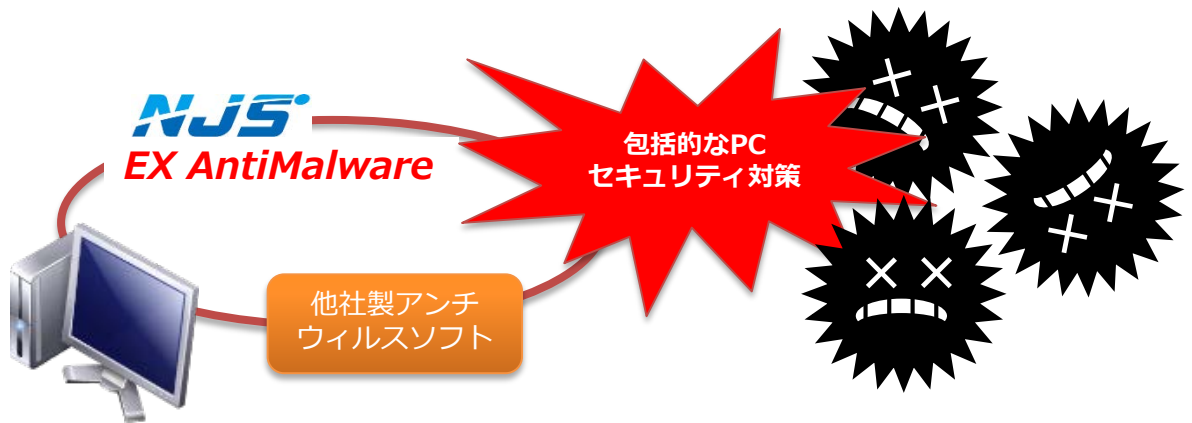 NJS
EX AntiMalware
包括的なPC
セキュリティ対策
他社製アンチ
ウィルスソフト